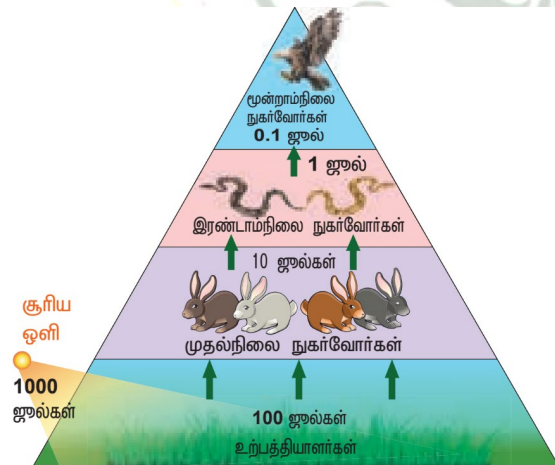 மூன்றாம்நிலை
நுகர்வோர்கள்
0.1 ஜுல்
1 ஜுல்
இரண்டாம்நிலை நுகர்வோர்கள்
10 ஜுல்கள்
முதல்நிலை நுகர்வோர்கள்
சூரிய
ஒளி
1000
ஜுல்கள்
100 ஜுல்கள்
உற்பத்தியாளர்கள்